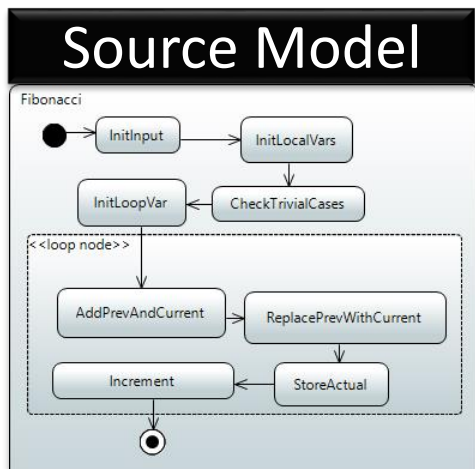 Source Model
Fibonacci
InitInput
InitLocalVars
InitLoopVar
CheckTrivialCases
<<loop node>>
AddPrevAndCurrent
ReplacePrevWithCurrent
Increment
StoreActual